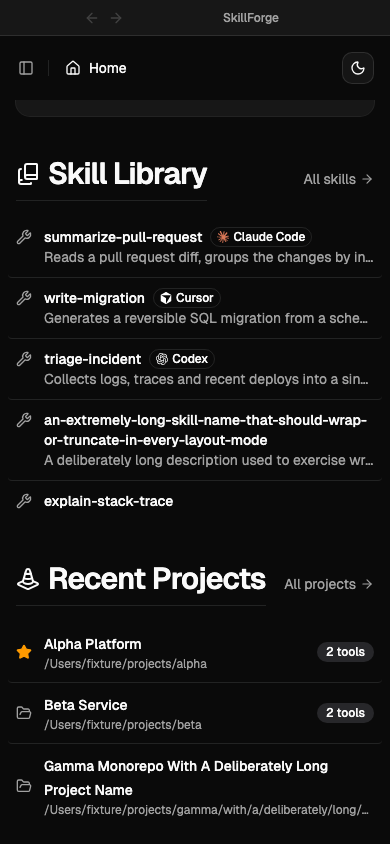 SkillForge
Home
Skill Library
All skills
summarize-pull-request Claude Code
Reads a pull request diff, groups the changes by in...
write-migration Cursor
Generates a reversible SQL migration from a sche...
triage-incident Codex
Collects logs, traces and recent deploys into a sin...
an-extremely-long-skill-name-that-should-wrap-
or-truncate-in-every-layout-mode
A deliberately long description used to exercise wr...
explain-stack-trace
Recent Projects
All projects
Alpha Platform
2 tools
/Users/fixture/projects/alpha
Beta Service
2 tools
/Users/fixture/projects/beta
Gamma Monorepo With A Deliberately Long
Project Name
/Users/fixture/projects/gamma/with/a/deliberately/long/...